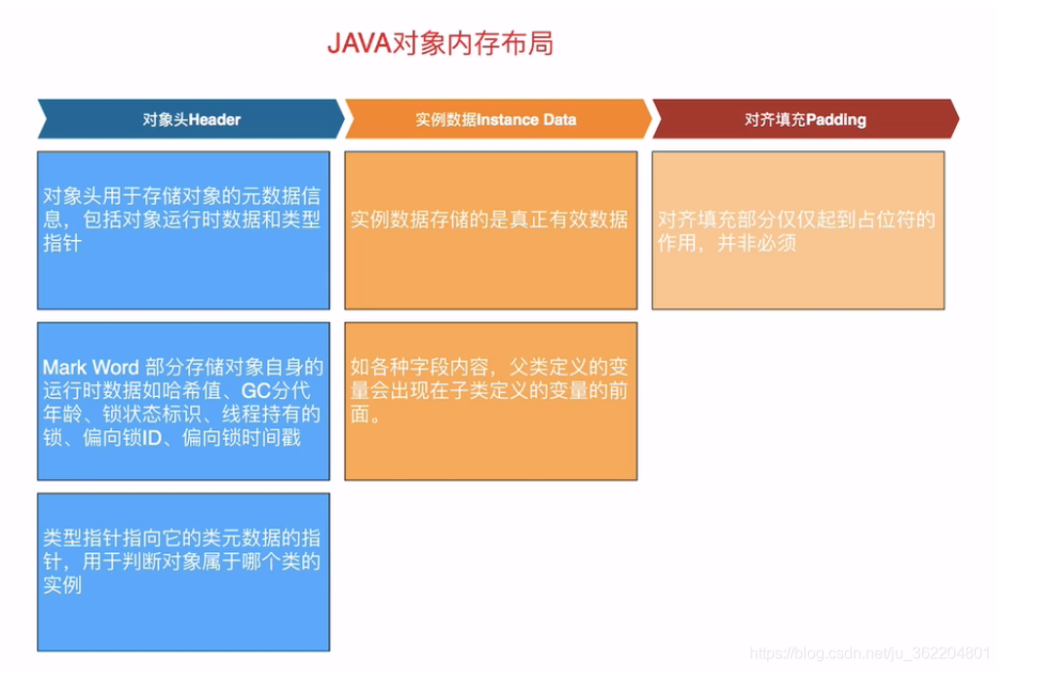 JAVA对象内存布局
对象头Header
实例数据Instance Data
对齐填充Padding
对象头用于存储对象的元数据信
息，包括对象运行时数据和类型
指针
实例数据存储的是真正有效数据
对齐填充部分仅仅起到占位符的
作用，并非必须
Mark Word 部分存储对象自身的
运行时数据如哈希值、GC分代
年龄、锁状态标识、线程持有的
锁、偏向锁ID、偏向锁时间戳
如各种字段内容，父类定义的变
量会出现在子类定义的变量的前
面。
类型指针指向它的类元数据的指
针，用于判断对象属于哪个类的
实例
https://blog.csdn.net/ju_362204801